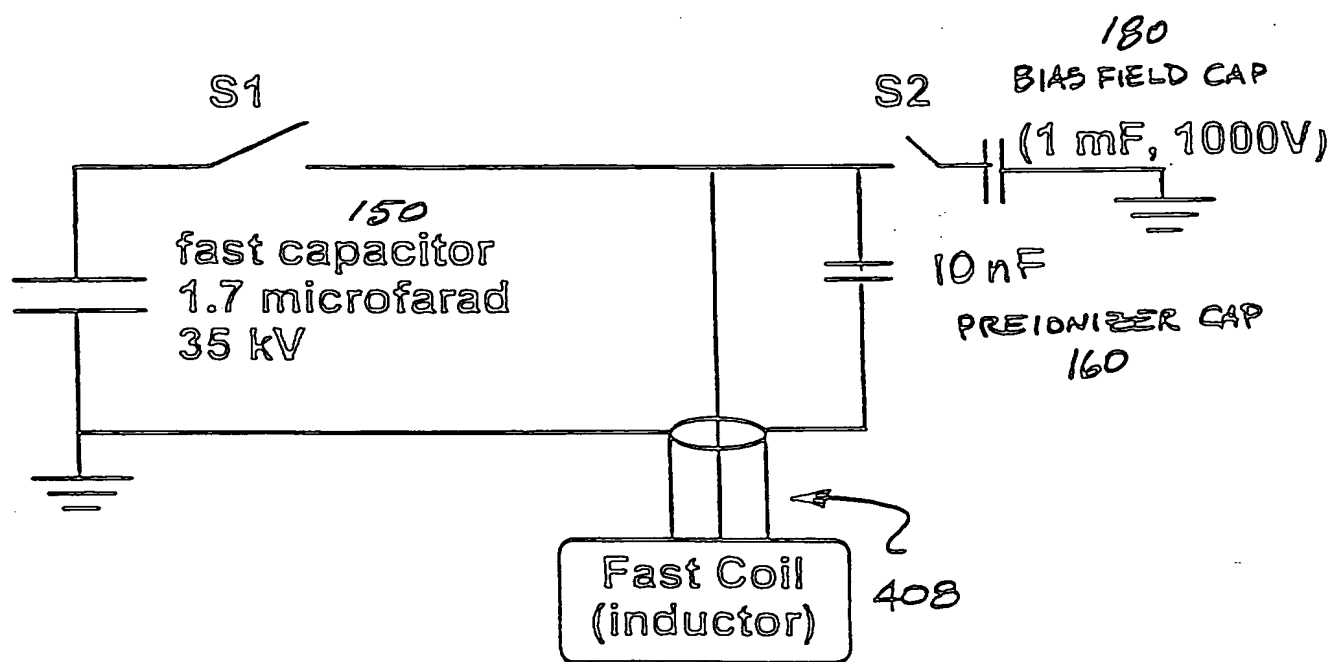 S1
S2
180
BIAS FIELD CAP
(1 mF, 1000V)
150
fast capacitor
1.7 microfarad
35 kV
10 nF
PREIONIZER CAP
160
Fast Coil
(inductor)
408